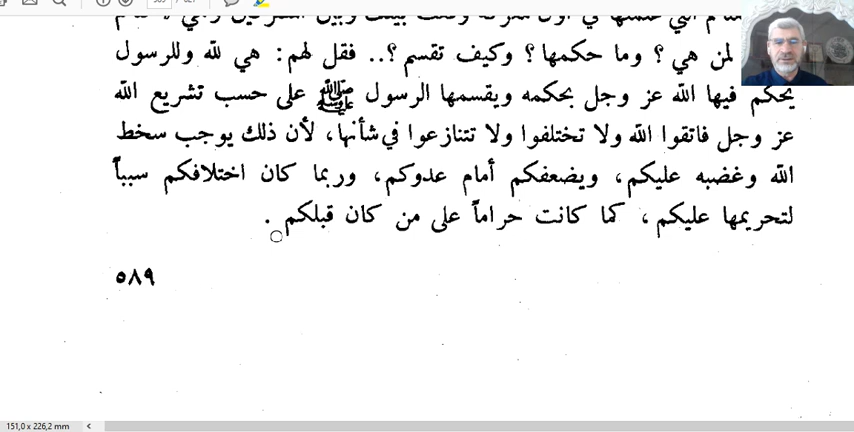 لمن هي ؟ وما حكمها ؟ وكيف تقسم ؟.. فقل لهم : هي لله وللرسول
يحكم فيها الله عز وجل بحكمه ويقسمها الرسول ﷺ على حسب تشريع الله
عز وجل فاتقوا الله ولا تختلفوا ولا تتنازعوا في شأنها، لأن ذلك يوجب سخط
الله وغضبه عليكم، ويضعفكم أمام عدوكم، وربما كان اختلافكم سبباً
لتحريمها عليكم، كما كانت حراماً على من كان قبلكم .
٥٨٩
151,0 x 226,2 mm